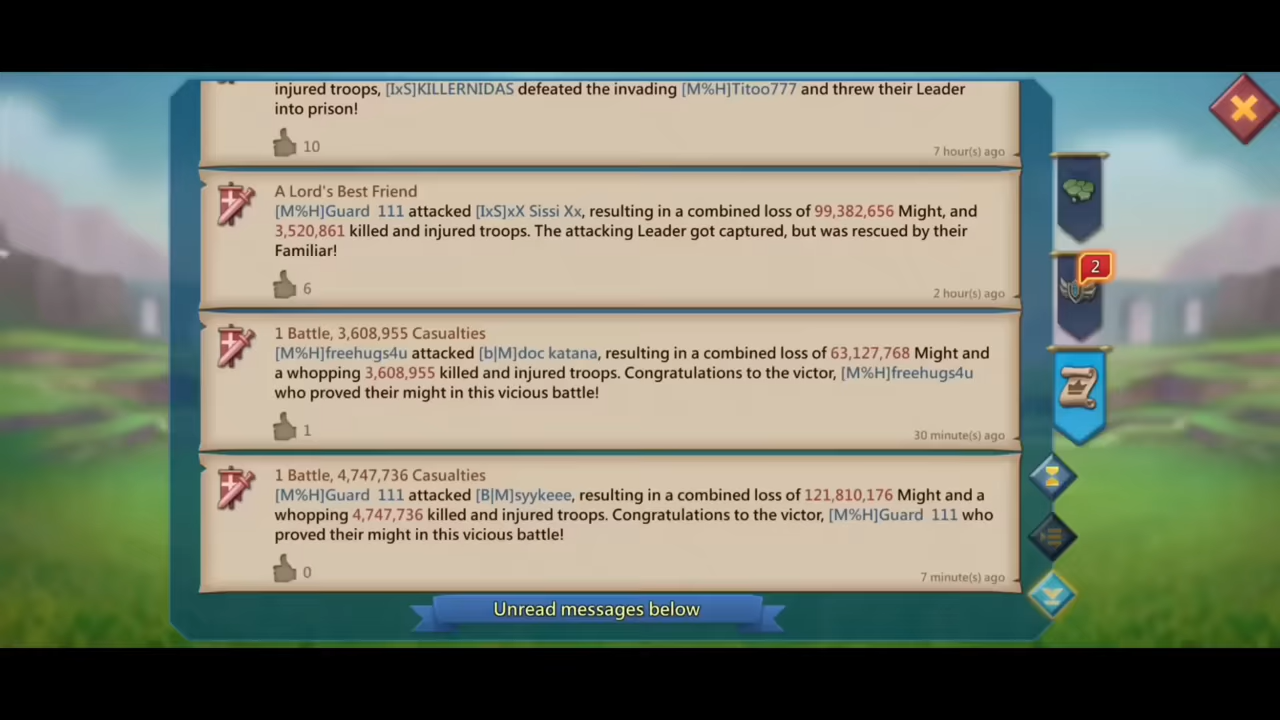 injured troops, [IxS]KILLERNIDAS defeated the invading [M%H]Titoo777 and threw their Leader
into prison!
10
7 hour(s) ago
A Lord's Best Friend
[M%H]Guard 111 attacked [IxS]xX Sissi Xx, resulting in a combined loss of 99,382,656 Might, and
3,520,861 killed and injured troops. The attacking Leader got captured, but was rescued by their
Familiar!
6
2 hour(s) ago
2
1 Battle, 3,608,955 Casualties
[M%H]freehugs4u attacked [b|M]doc katana, resulting in a combined loss of 63,127,768 Might and
a whopping 3,608,955 killed and injured troops. Congratulations to the victor, [M%H]freehugs4u
who proved their might in this vicious battle!
1
30 minute(s) ago
1 Battle, 4,747,736 Casualties
[M%H]Guard 111 attacked [B|M]syykeee, resulting in a combined loss of 121,810,176 Might and a
whopping 4,747,736 killed and injured troops. Congratulations to the victor, [M%H]Guard 111 who
proved their might in this vicious battle!
0
7 minute(s) ago
Unread messages below